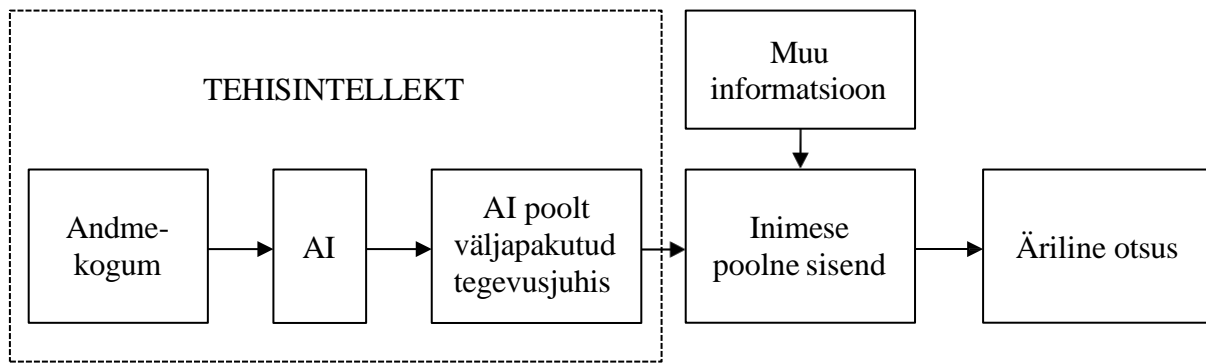 TEHISINTELLEKT
Muu
informatsioon
Andme-
kogum
AI
AI poolt
väljapakutud
tegevusjuhis
Inimese
poolne sisend
Äriline otsus